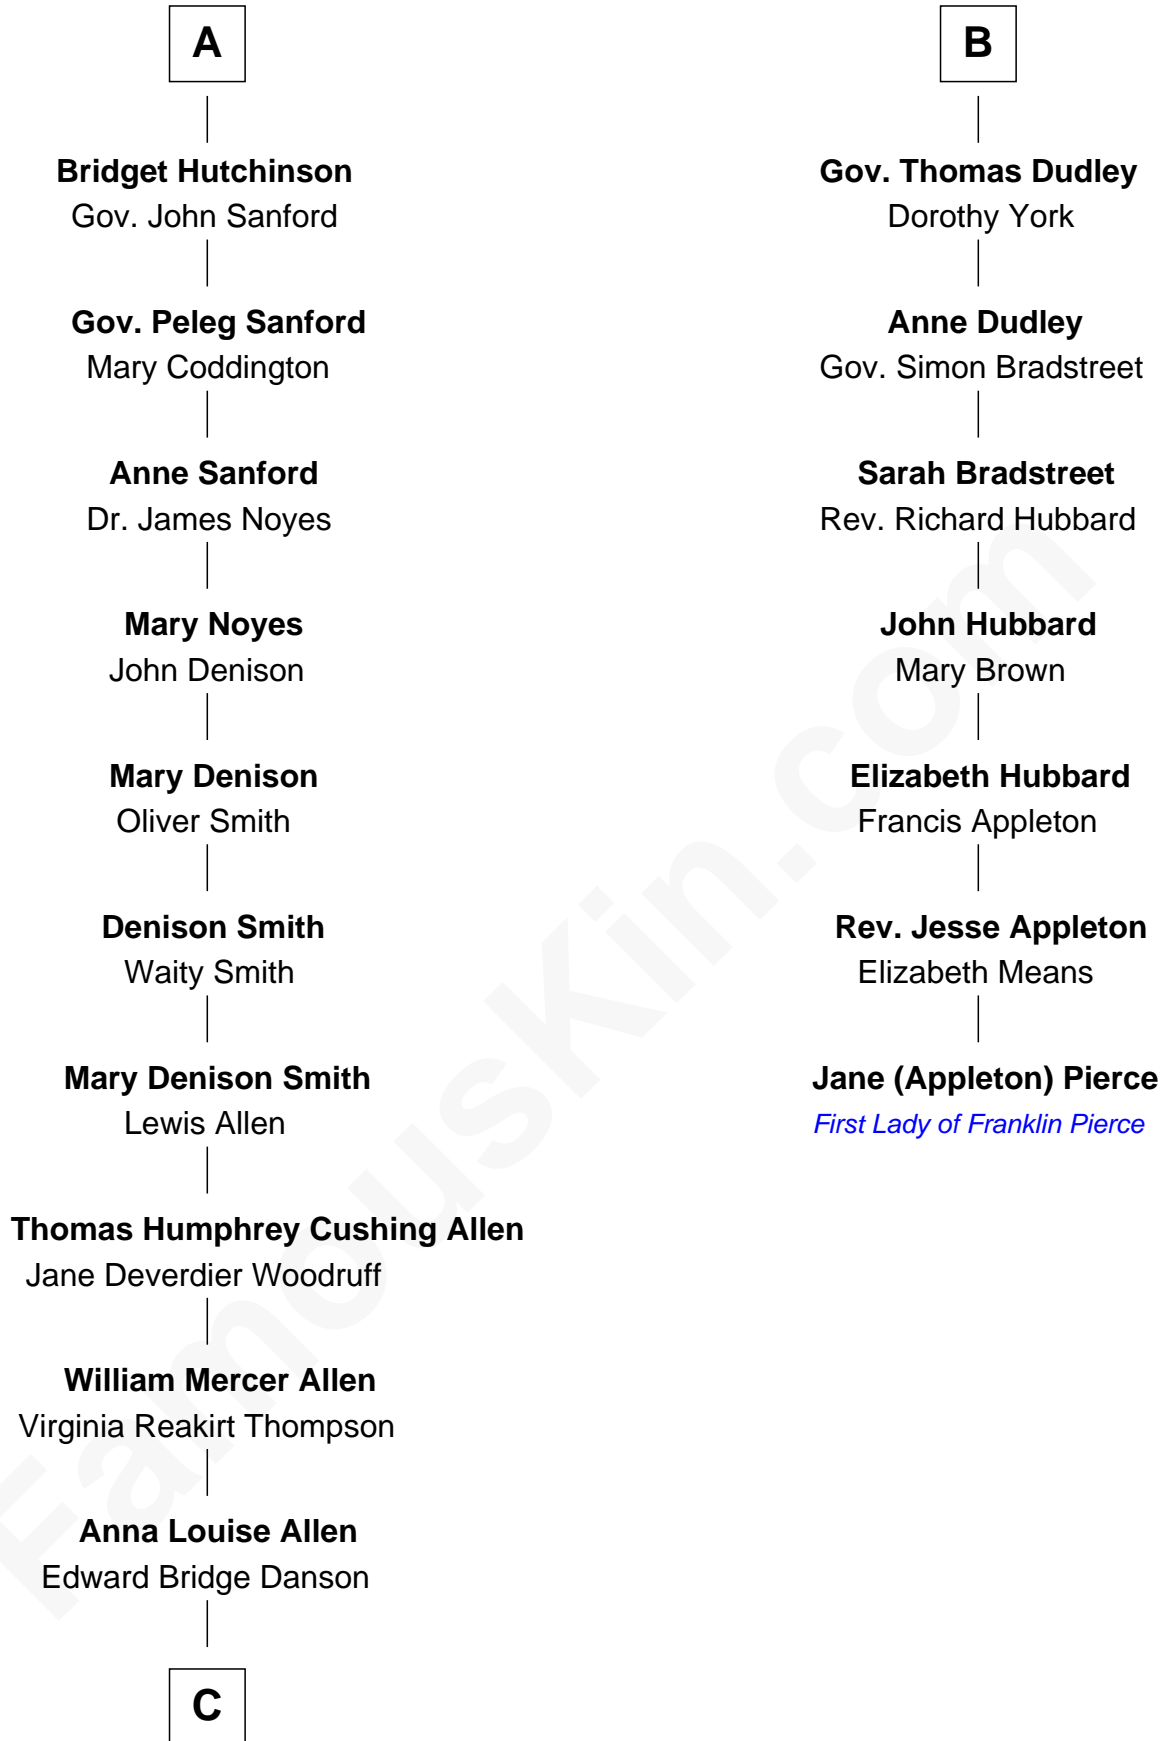 A
Bridget Hutchinson
Gov. John Sanford
Gov. Peleg Sanford
Mary Coddington
Anne Sanford
Dr. James Noyes
Mary Noyes
John Denison
Mary Denison
Oliver Smith
Denison Smith
Waity Smith
Mary Denison Smith
Lewis Allen
Thomas Humphrey Cushing Allen
Jane Deverdier Woodruff
William Mercer Allen
Virginia Reakirt Thompson
Anna Louise Allen
Edward Bridge Danson
C
B
Gov. Thomas Dudley
Dorothy York
Anne Dudley
Gov. Simon Bradstreet
Sarah Bradstreet
Rev. Richard Hubbard
John Hubbard
Mary Brown
Elizabeth Hubbard
Francis Appleton
Rev. Jesse Appleton
Elizabeth Means
Jane (Appleton) Pierce
First Lady of Franklin Pierce
FamousKin.com